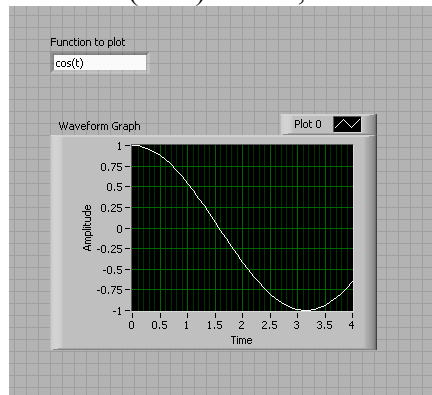 Function to plot
cos(t)
Waveform Graph
Plot 0
1
0.75
0.5
0.25
0
-0.25
-0.5
-0.75
-1
Amplitude
0 0.5 1 1.5 2 2.5 3 3.5 4
Time